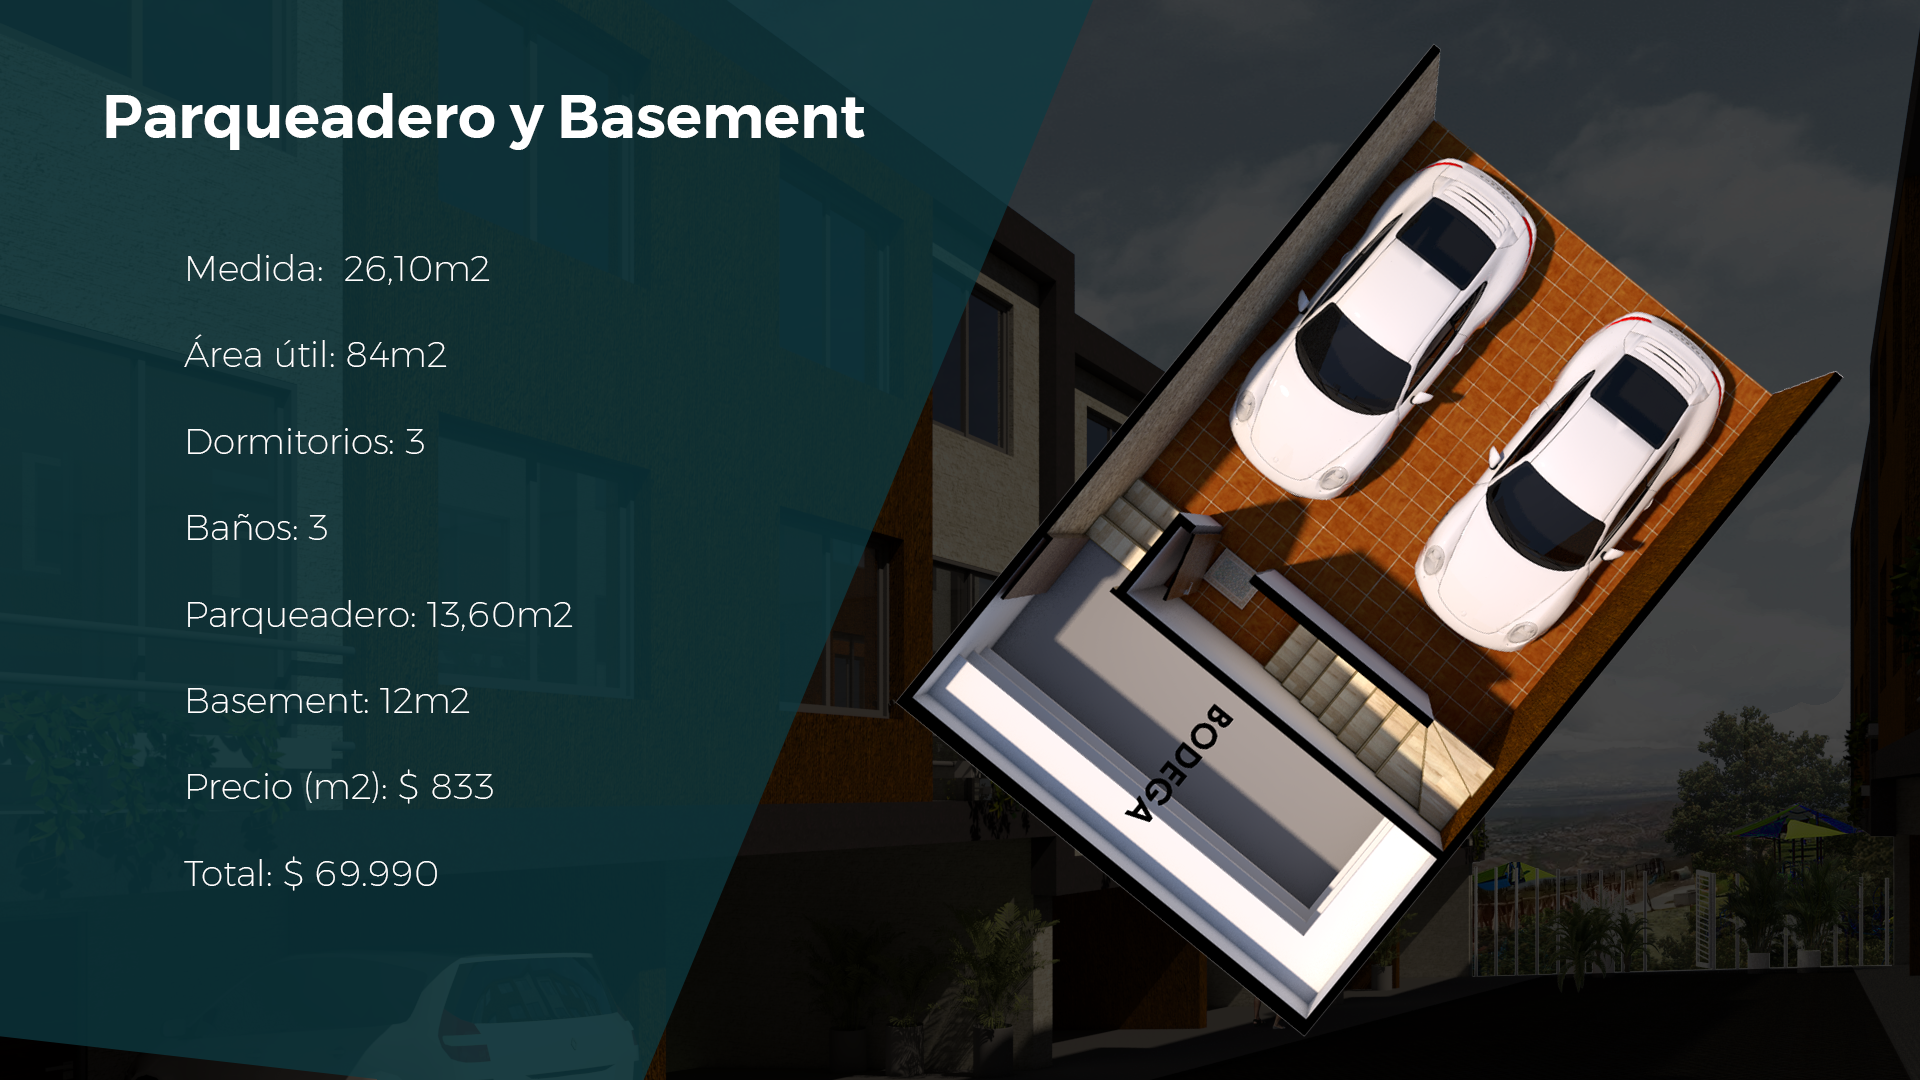 Parqueadero y Basement
Medida: 26,10m2
Área útil: 84m2
Dormitorios: 3
Baños: 3
Parqueadero: 13,60m2
Basement: 12m2
Precio (m2): $ 833
Total: $ 69.990
BODEGA